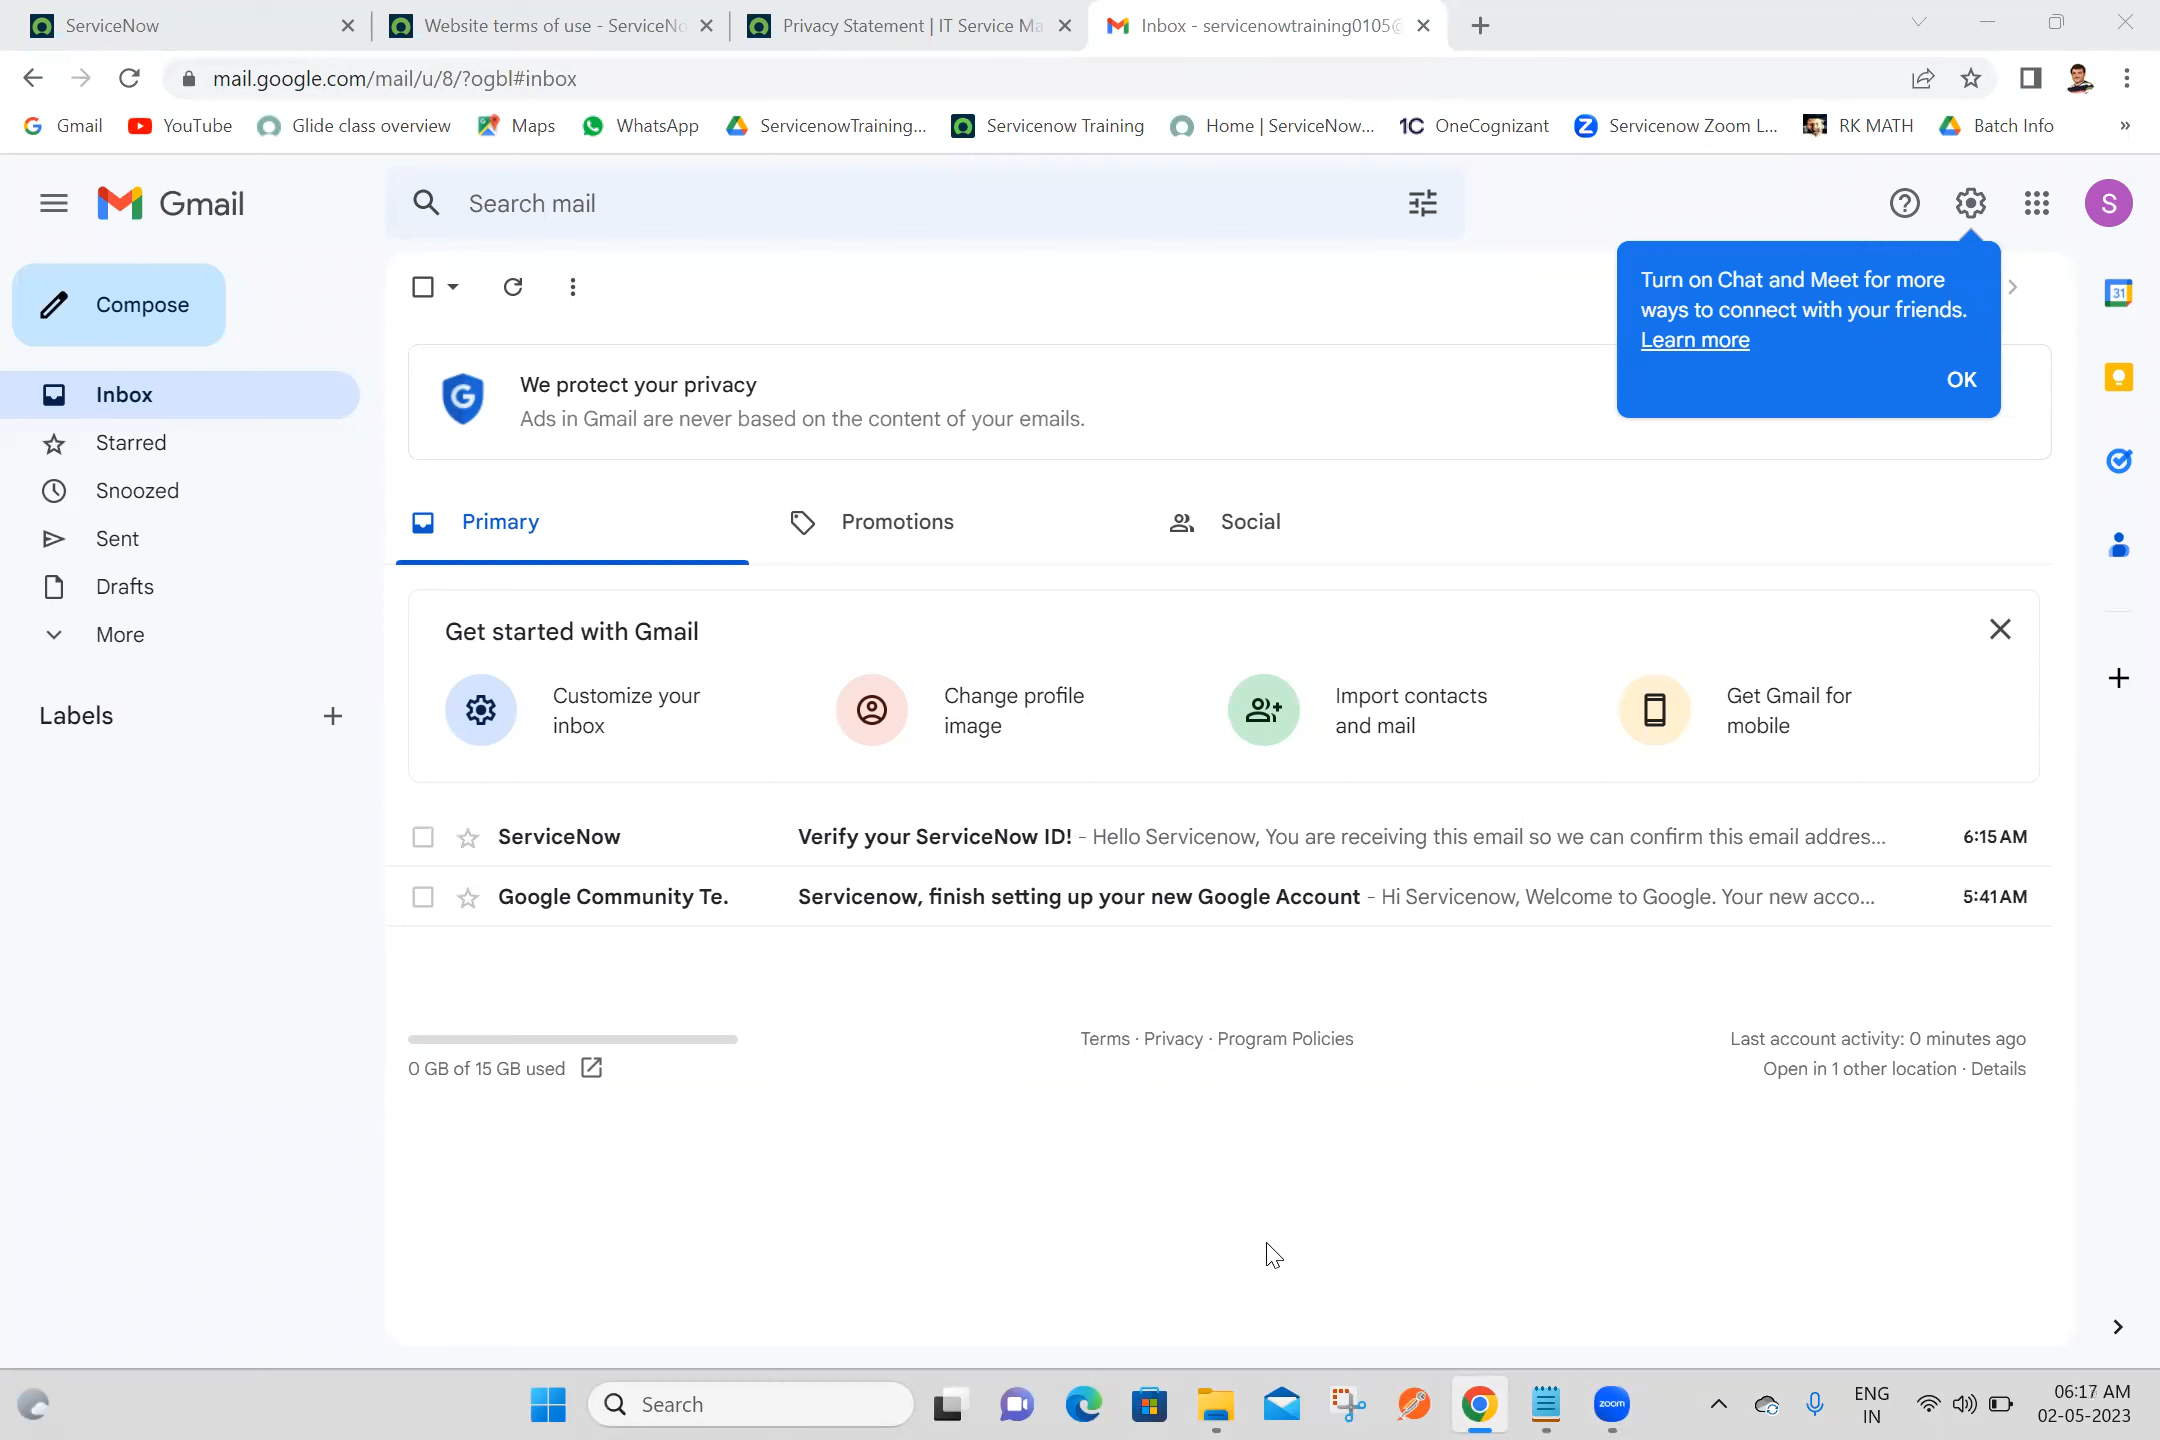 ServiceNow
Website terms of use - ServiceNo
Privacy Statement | IT Service Ma
Inbox - servicenowtraining0105@
mail.google.com/mail/u/8/?ogbl#inbox
Gmail
YouTube
Glide class overview
Maps
WhatsApp
ServicenowTraining...
Servicenow Training
Home | ServiceNow...
1C OneCognizant
Z Servicenow Zoom L...
RK MATH
Batch Info
»
Gmail
Search mail
S
Compose
Turn on Chat and Meet for more
ways to connect with your friends.
Learn more
OK
31
G
We protect your privacy
Ads in Gmail are never based on the content of your emails.
Inbox
Starred
Snoozed
Sent
Drafts
More
Labels
Primary
Promotions
Social
Get started with Gmail
Customize your
inbox
Change profile
image
Import contacts
and mail
Get Gmail for
mobile
ServiceNow Verify your ServiceNow ID! - Hello Servicenow, You are receiving this email so we can confirm this email addres... 6:15 AM
Google Community Te. Servicenow, finish setting up your new Google Account - Hi Servicenow, Welcome to Google. Your new acco... 5:41 AM
0 GB of 15 GB used
Terms · Privacy · Program Policies
Last account activity: 0 minutes ago
Open in 1 other location · Details
Search
zoom
ENG
IN
06:17 AM
02-05-2023